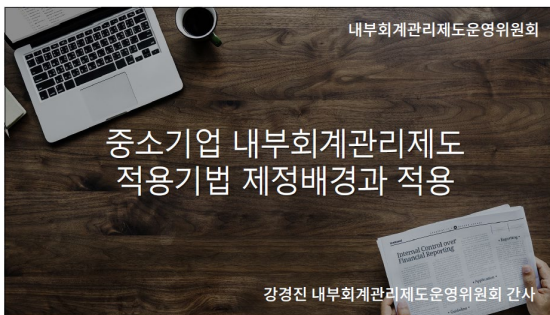 내부회계관리제도운영위원회
중소기업 내부회계관리제도
적용기법 제정배경과 적용
Internal Control over
Financial Reporting
강경진 내부회계관리제도운영위원회 간사